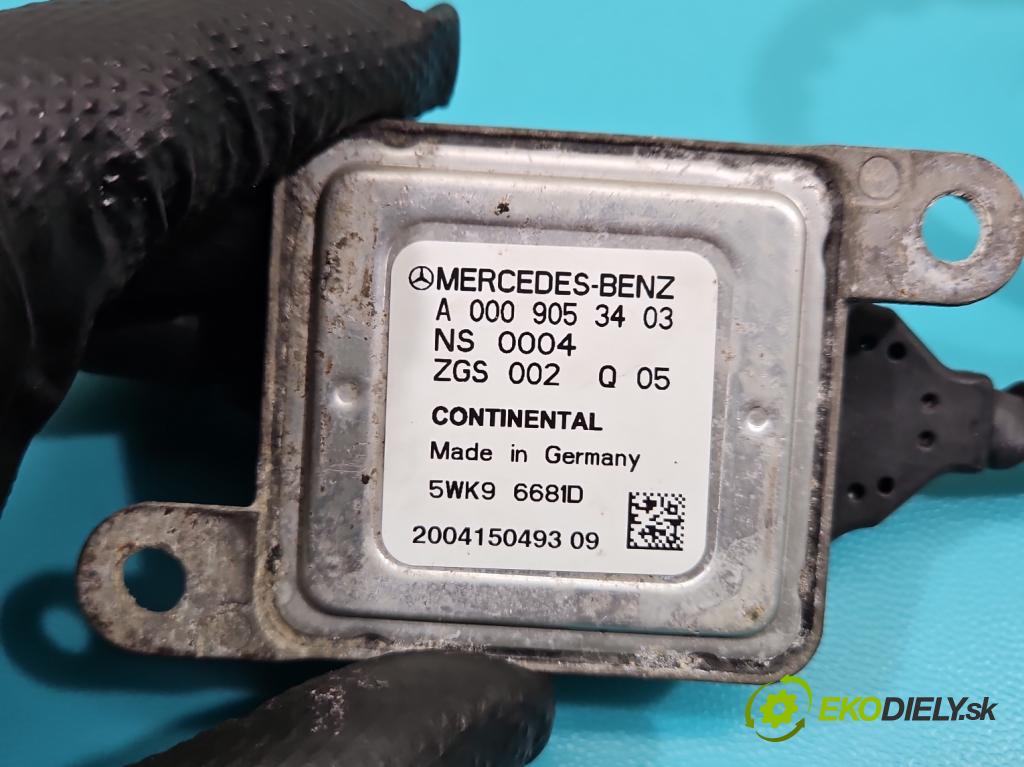 MERCEDES-BENZ
A 000 905 34 03
NS 0004
ZGS 002 Q 05
CONTINENTAL
Made in Germany
5WK9 6681D
2004150493 09
EKODIELY.sk